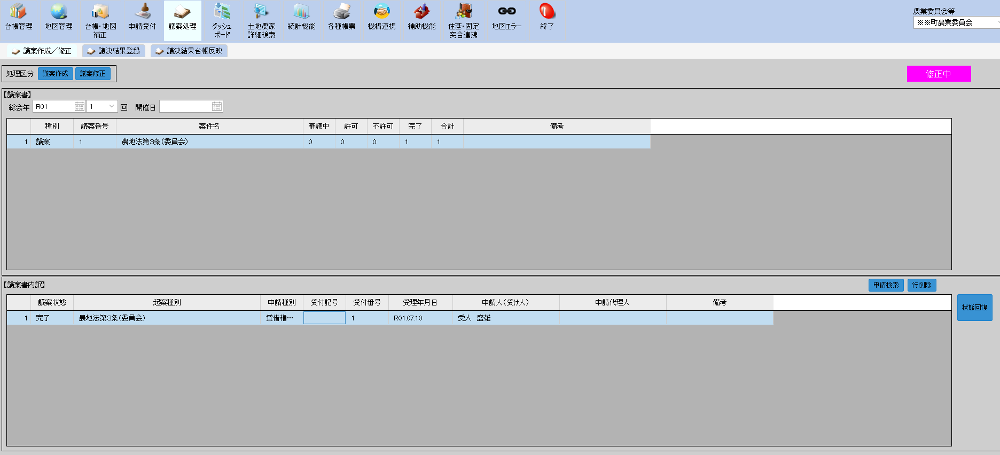 台帳管理
地図管理
台帳・地図
補正
申請受付
議案処理
ダッシュ
ボード
土地農家
詳細検索
統計機能
各種帳票
機構連携
補助機能
住基・固定
突合連携
地図エラー
終了
農業委員会等
※※町農業委員会
議案作成／修正 議決結果登録 議決結果台帳反映
処理区分 議案作成 議案修正 修正中
【議案書】
総会年 R01 1 回 開催日
種別 議案番号 案件名 審議中 許可 不許可 完了 合計 備考
1 議案 1 農地法第3条（委員会） 0 0 0 1 1
【議案書内訳】 申請検索 行削除
議案状態 起案種別 申請種別 受付記号 受付番号 受理年月日 申請人（受け人） 申請代理人 備考
1 完了 農地法第3条（委員会） 貸借権… 1 R01.07.10 受人　盛雄
状態回復